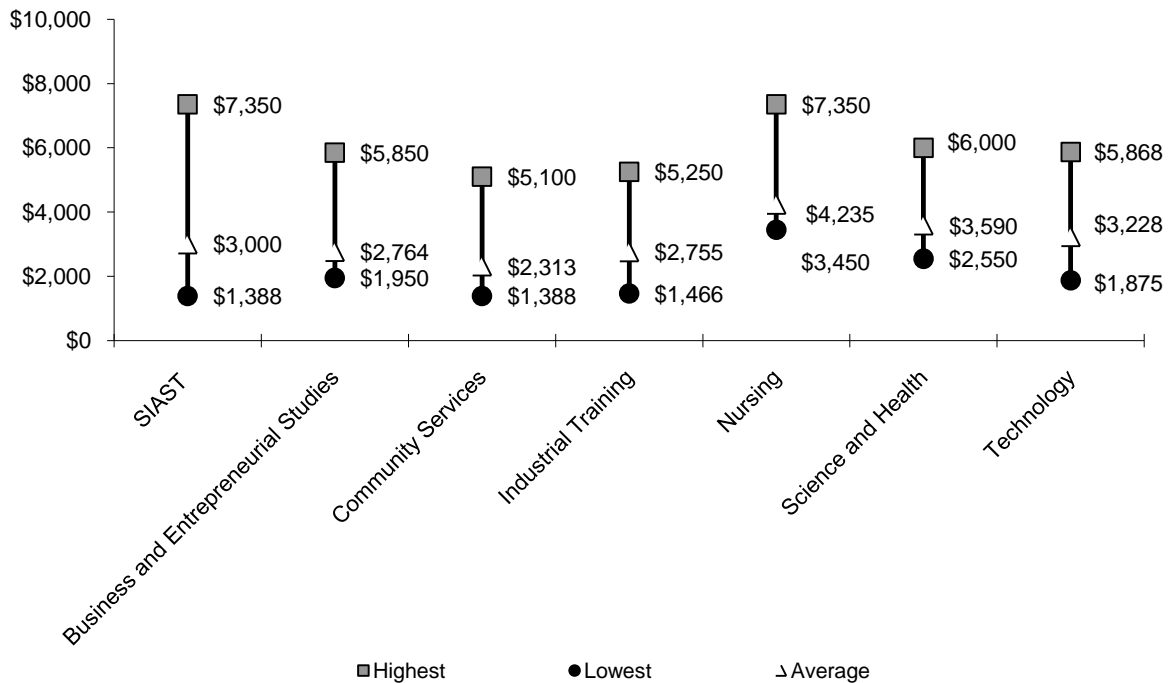 $10,000
$8,000
$6,000
$4,000
$2,000
$0
$7,350
$3,000
$1,388
$5,850
$2,764
$1,950
$5,100
$2,313
$1,388
$5,250
$2,755
$1,466
$7,350
$4,235
$3,450
$6,000
$3,590
$2,550
$5,868
$3,228
$1,875
SIAST
Business and Entrepreneurial Studies
Community Services
Industrial Training
Nursing
Science and Health
Technology
Highest
Lowest
Average